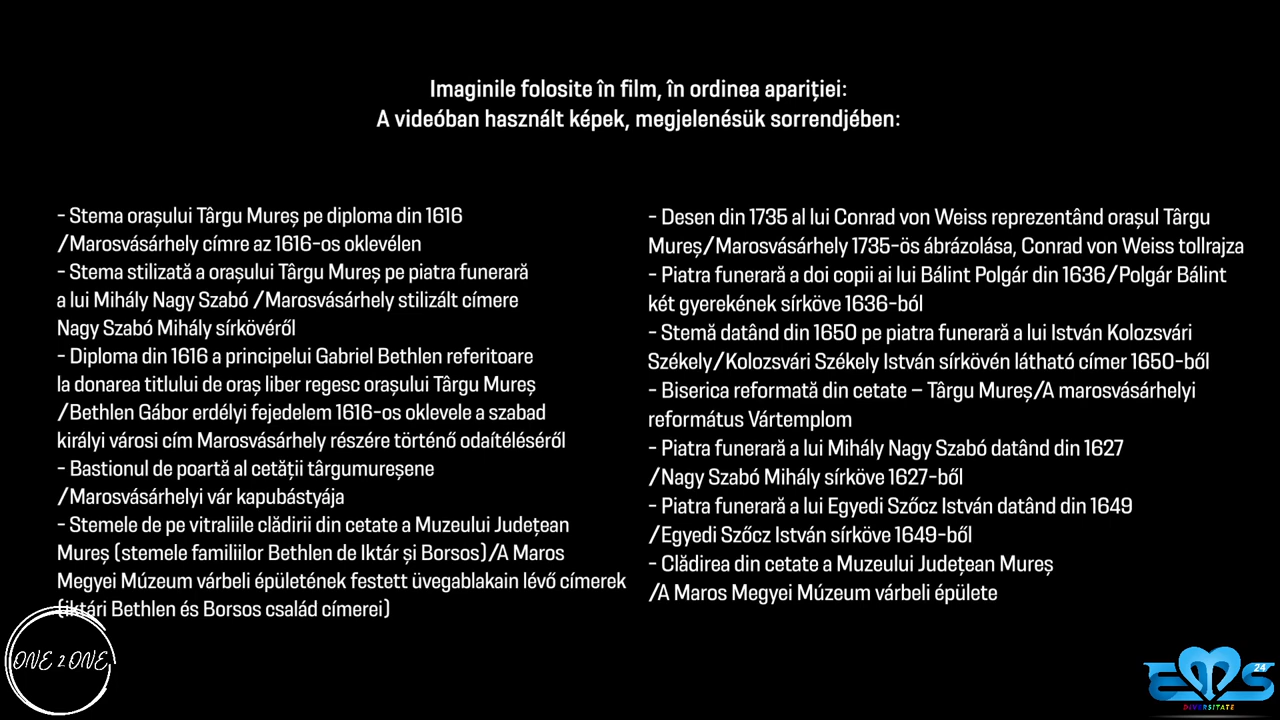 Imaginile folosite în film, în ordinea apariției:
A videóban használt képek, megjelenésük sorrendjében:
- Stema orașului Târgu Mureș pe diploma din 1616
/Marosvásárhely címre az 1616-os oklevélen
- Stema stilizată a orașului Târgu Mureș pe piatra funerară
a lui Mihály Nagy Szabó /Marosvásárhely stilizált címere
Nagy Szabó Mihály sírkövéről
- Diploma din 1616 a principelui Gabriel Bethlen referitoare
la donarea titlului de oraș liber regesc orașului Târgu Mureș
/Bethlen Gábor erdélyi fejedelem 1616-os oklevele a szabad
királyi városi cím Marosvásárhely részére történő odaítéléséről
- Bastionul de poartă al cetății târgumureșene
/Marosvásárhelyi vár kapubástyája
- Stemele de pe vitraliile clădirii din cetate a Muzeului Județean
Mureș (stemele familiilor Bethlen de Iktár și Borsos)/A Maros
Megyei Múzeum várbeli épületének festett üvegablakain lévő címerek
(iktári Bethlen és Borsos család címerei)
- Desen din 1735 al lui Conrad von Weiss reprezentând orașul Târgu
Mureș/Marosvásárhely 1735-ös ábrázolása, Conrad von Weiss tollrajza
- Piatra funerară a doi copii ai lui Bálint Polgár din 1636/Polgár Bálint
két gyerekének sírköve 1636-ból
- Stemă datând din 1650 pe piatra funerară a lui István Kolozsvári
Székely/Kolozsvári Székely István sírkövén látható címer 1650-ből
- Biserica reformată din cetate – Târgu Mureș/A marosvásárhelyi
református Vártemplom
- Piatra funerară a lui Mihály Nagy Szabó datând din 1627
/Nagy Szabó Mihály sírköve 1627-ből
- Piatra funerară a lui Egyedi Szőcz István datând din 1649
/Egyedi Szőcz István sírköve 1649-ből
- Clădirea din cetate a Muzeului Județean Mureș
/A Maros Megyei Múzeum várbeli épülete
ONE 2 ONE
EMS 24
DIVERSITATE